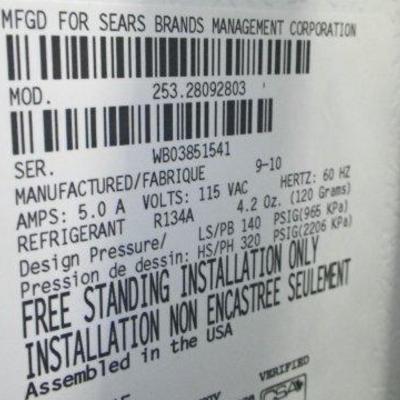 MFGD FOR SEARS BRANDS MANAGEMENT CORPORATION
MOD. 253.28092803
SER. WB03851541
MANUFACTURED/FABRIQUE 9-10
AMPS: 5.0 A VOLTS: 115 VAC HERTZ: 60 HZ
REFRIGERANT R134A 4.2 Oz. (120 Grams)
Design Pressure/ LS/PB 140 PSIG(965 KPa)
Pression de dessin: HS/PH 320 PSIG(2206 KPa)
FREE STANDING INSTALLATION ONLY
INSTALLATION NON ENCASTREE SEULEMENT
Assembled in the USA
VERIFIED